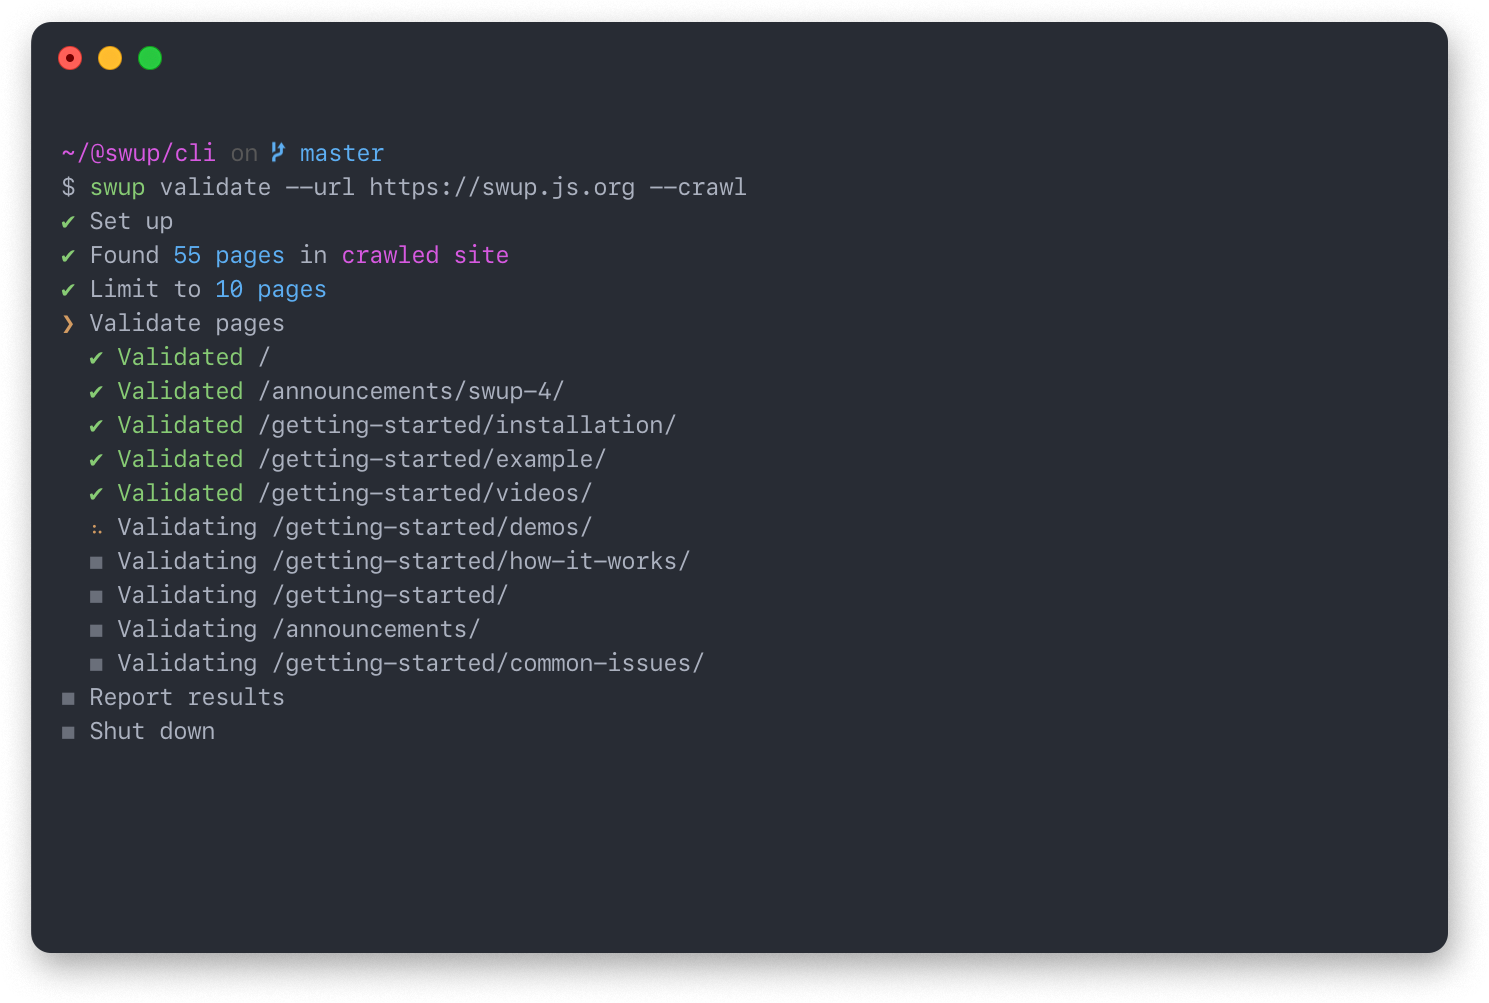 ~/@swup/cli on master
$ swup validate --url https://swup.js.org --crawl
✔ Set up
✔ Found 55 pages in crawled site
✔ Limit to 10 pages
❯ Validate pages
✔ Validated /
✔ Validated /announcements/swup-4/
✔ Validated /getting-started/installation/
✔ Validated /getting-started/example/
✔ Validated /getting-started/videos/
Validating /getting-started/demos/
◼ Validating /getting-started/how-it-works/
◼ Validating /getting-started/
◼ Validating /announcements/
◼ Validating /getting-started/common-issues/
◼ Report results
◼ Shut down